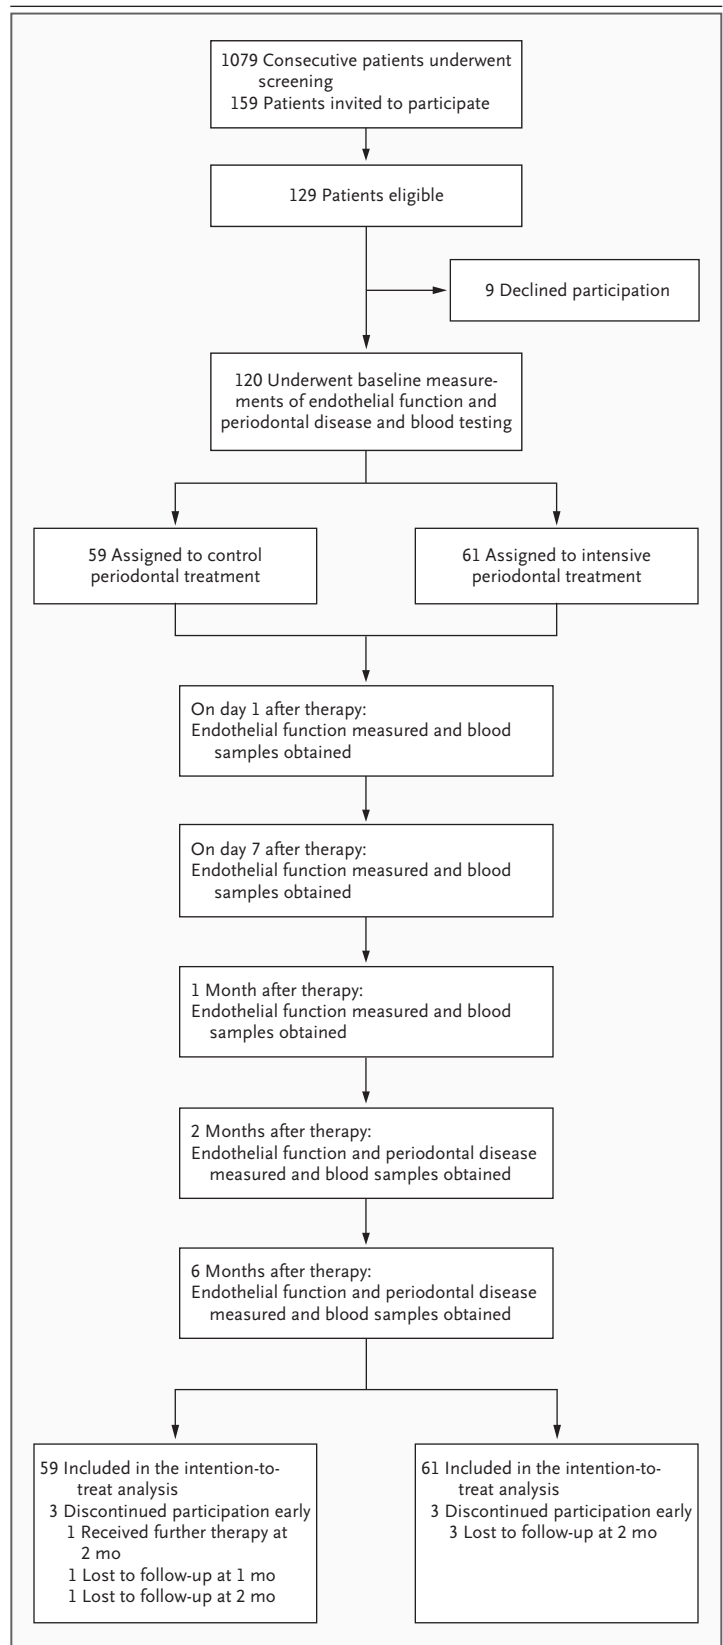 1079 Consecutive patients underwent
screening
159 Patients invited to participate
129 Patients eligible
9 Declined participation
120 Underwent baseline measure-
ments of endothelial function and
periodontal disease and blood testing
59 Assigned to control
periodontal treatment
61 Assigned to intensive
periodontal treatment
On day 1 after therapy:
Endothelial function measured and blood
samples obtained
On day 7 after therapy:
Endothelial function measured and blood
samples obtained
1 Month after therapy:
Endothelial function measured and blood
samples obtained
2 Months after therapy:
Endothelial function and periodontal disease
measured and blood samples obtained
6 Months after therapy:
Endothelial function and periodontal disease
measured and blood samples obtained
59 Included in the intention-to-
treat analysis
3 Discontinued participation early
1 Received further therapy at
2 mo
1 Lost to follow-up at 1 mo
1 Lost to follow-up at 2 mo
61 Included in the intention-to-
treat analysis
3 Discontinued participation early
3 Lost to follow-up at 2 mo